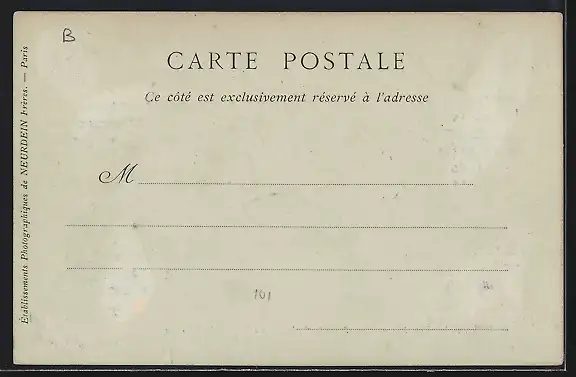 B
CARTE POSTALE
Ce côté est exclusivement réservé à l'adresse
M
101
Établissements Photographiques de NEURDEIN Frères. — Paris